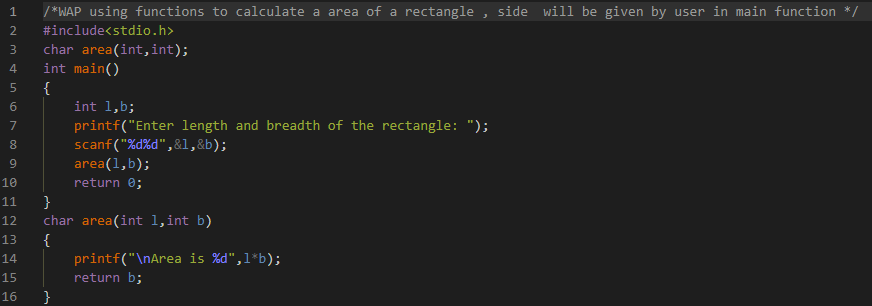 1 /*WAP using functions to calculate a area of a rectangle , side  will be given by user in main function */
2 #include<stdio.h>
3 char area(int,int);
4 int main()
5 {
6     int l,b;
7     printf("Enter length and breadth of the rectangle: ");
8     scanf("%d%d",&l,&b);
9     area(l,b);
10     return 0;
11 }
12 char area(int l,int b)
13 {
14     printf("\nArea is %d",l*b);
15     return b;
16 }